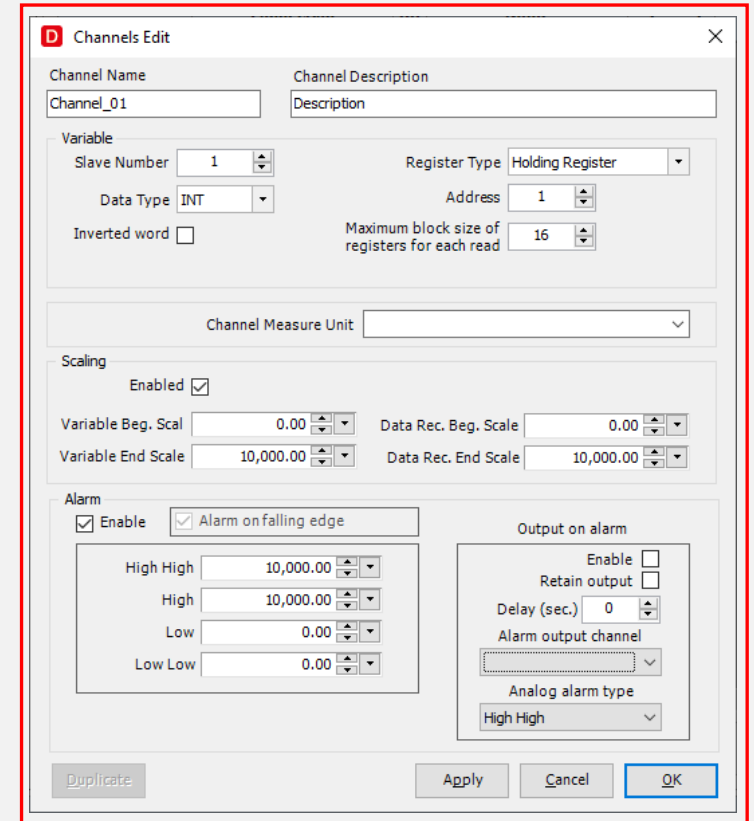 D Channels Edit
Channel Name Channel Description
Channel_01 Description
Variable
Slave Number 1 Register Type Holding Register
Data Type INT Address 1
Inverted word Maximum block size of
registers for each read 16
Channel Measure Unit
Scaling
Enabled
Variable Beg. Scal 0.00 Data Rec. Beg. Scale 0.00
Variable End Scale 10,000.00 Data Rec. End Scale 10,000.00
Alarm
Enable Alarm on falling edge Output on alarm
Enable
High High 10,000.00 Retain output
High 10,000.00 Delay (sec.) 0
Low 0.00 Alarm output channel
Low Low 0.00
Analog alarm type
High High
Duplicate Apply Cancel OK